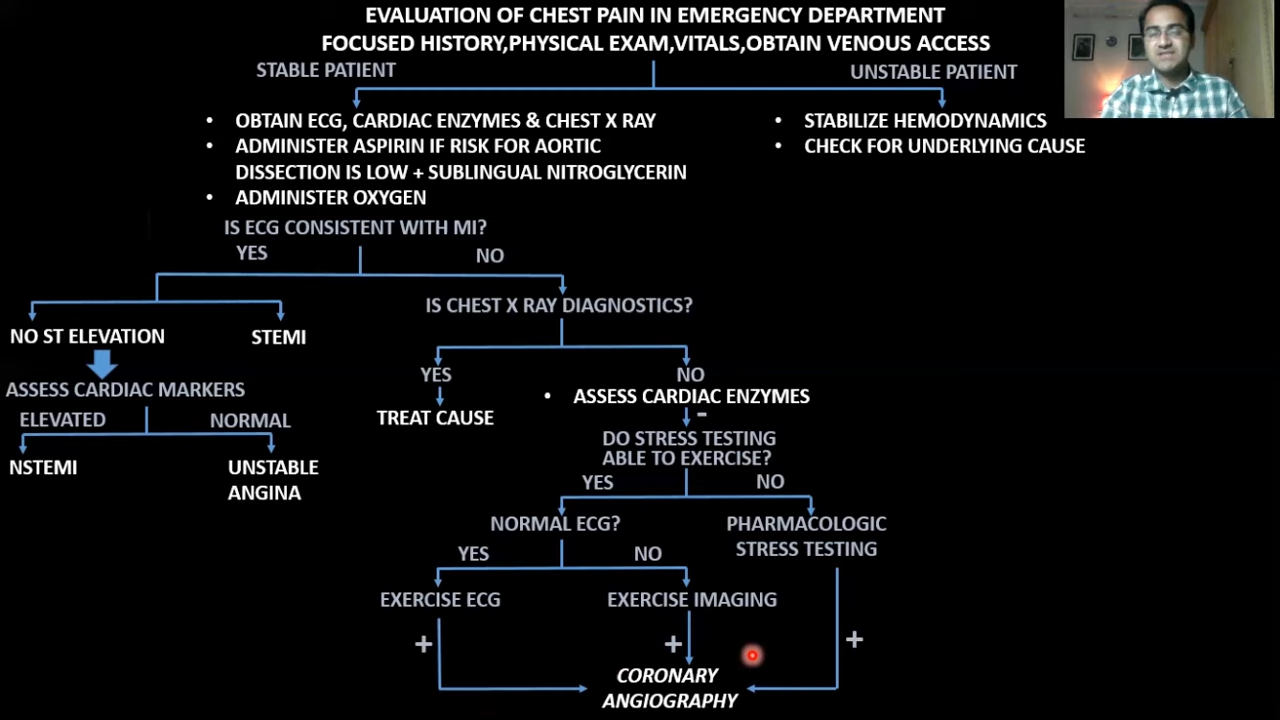 EVALUATION OF CHEST PAIN IN EMERGENCY DEPARTMENT
FOCUSED HISTORY,PHYSICAL EXAM,VITALS,OBTAIN VENOUS ACCESS
STABLE PATIENT
UNSTABLE PATIENT
• OBTAIN ECG, CARDIAC ENZYMES & CHEST X RAY
• ADMINISTER ASPIRIN IF RISK FOR AORTIC
DISSECTION IS LOW + SUBLINGUAL NITROGLYCERIN
• ADMINISTER OXYGEN
• STABILIZE HEMODYNAMICS
• CHECK FOR UNDERLYING CAUSE
IS ECG CONSISTENT WITH MI?
YES
NO
NO ST ELEVATION
STEMI
ASSESS CARDIAC MARKERS
ELEVATED
NORMAL
NSTEMI
UNSTABLE
ANGINA
IS CHEST X RAY DIAGNOSTICS?
YES
NO
TREAT CAUSE
• ASSESS CARDIAC ENZYMES
-
DO STRESS TESTING
ABLE TO EXERCISE?
YES
NO
NORMAL ECG?
PHARMACOLOGIC
STRESS TESTING
YES
NO
EXERCISE ECG
EXERCISE IMAGING
+
+
+
CORONARY
ANGIOGRAPHY